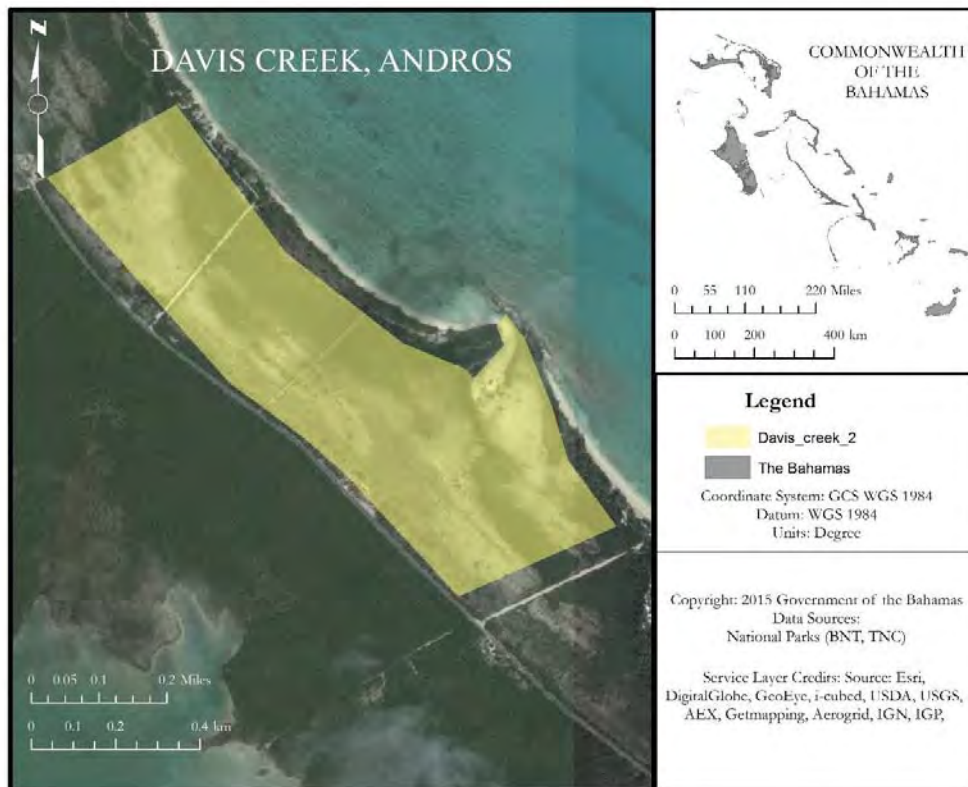 Z
DAVIS CREEK, ANDROS
0 0.05 0.1 0.2 Miles
0 0.1 0.2 0.4 km
COMMONWEALTH
OF THE
BAHAMAS
0 55 110 220 Miles
0 100 200 400 km
Legend
Davis_creek_2
The Bahamas
Coordinate System: GCS WGS 1984
Datum: WGS 1984
Units: Degree
Copyright: 2015 Government of the Bahamas
Data Sources:
National Parks (BNT, TNC)
Service Layer Credits: Source: Esri,
DigitalGlobe, GeoEye, i-cubed, USDA, USGS,
AEX, Getmapping, Aerogrid, IGN, IGP,